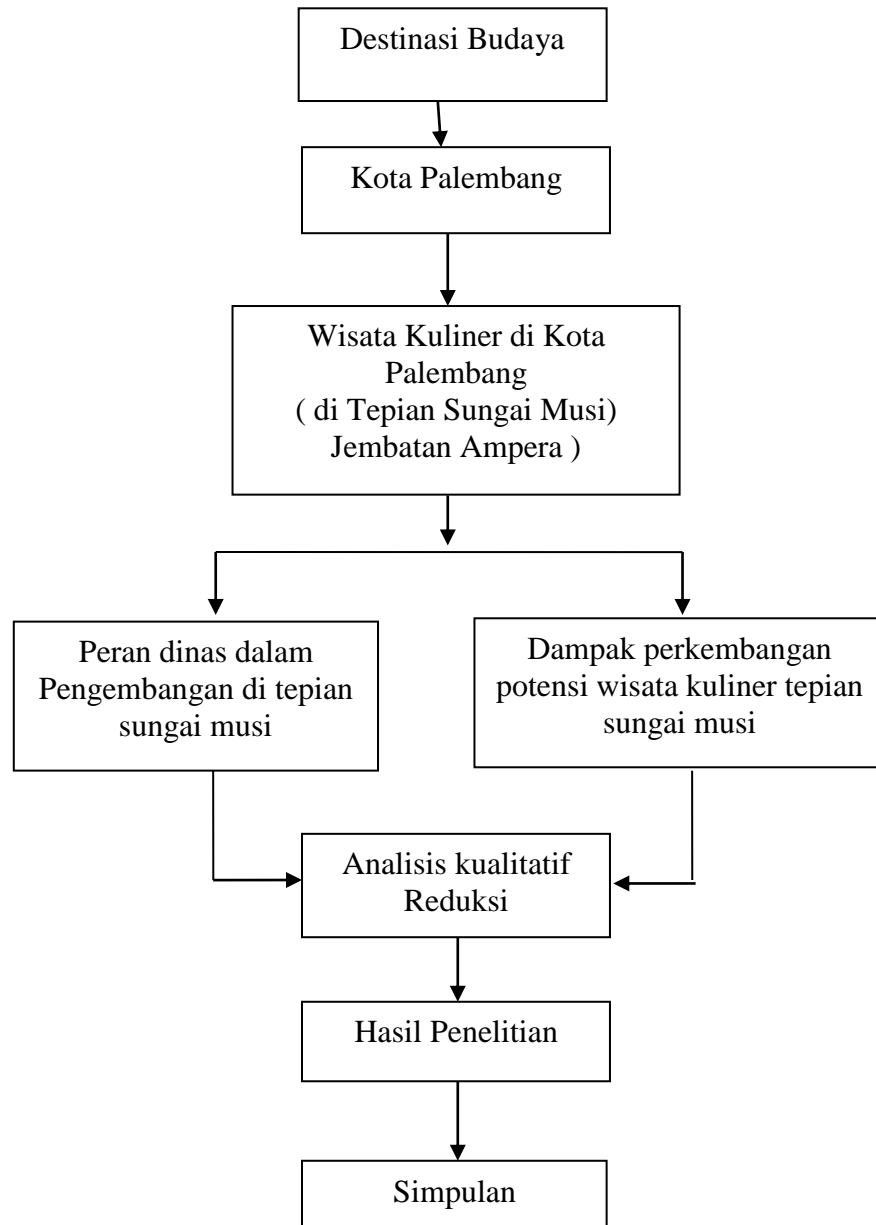 Destinasi Budaya
Kota Palembang
Wisata Kuliner di Kota
Palembang
( di Tepian Sungai Musi)
Jembatan Ampera )
Peran dinas dalam
Pengembangan di tepian
sungai musi
Dampak perkembangan
potensi wisata kuliner tepian
sungai musi
Analisis kualitatif
Reduksi
Hasil Penelitian
Simpulan